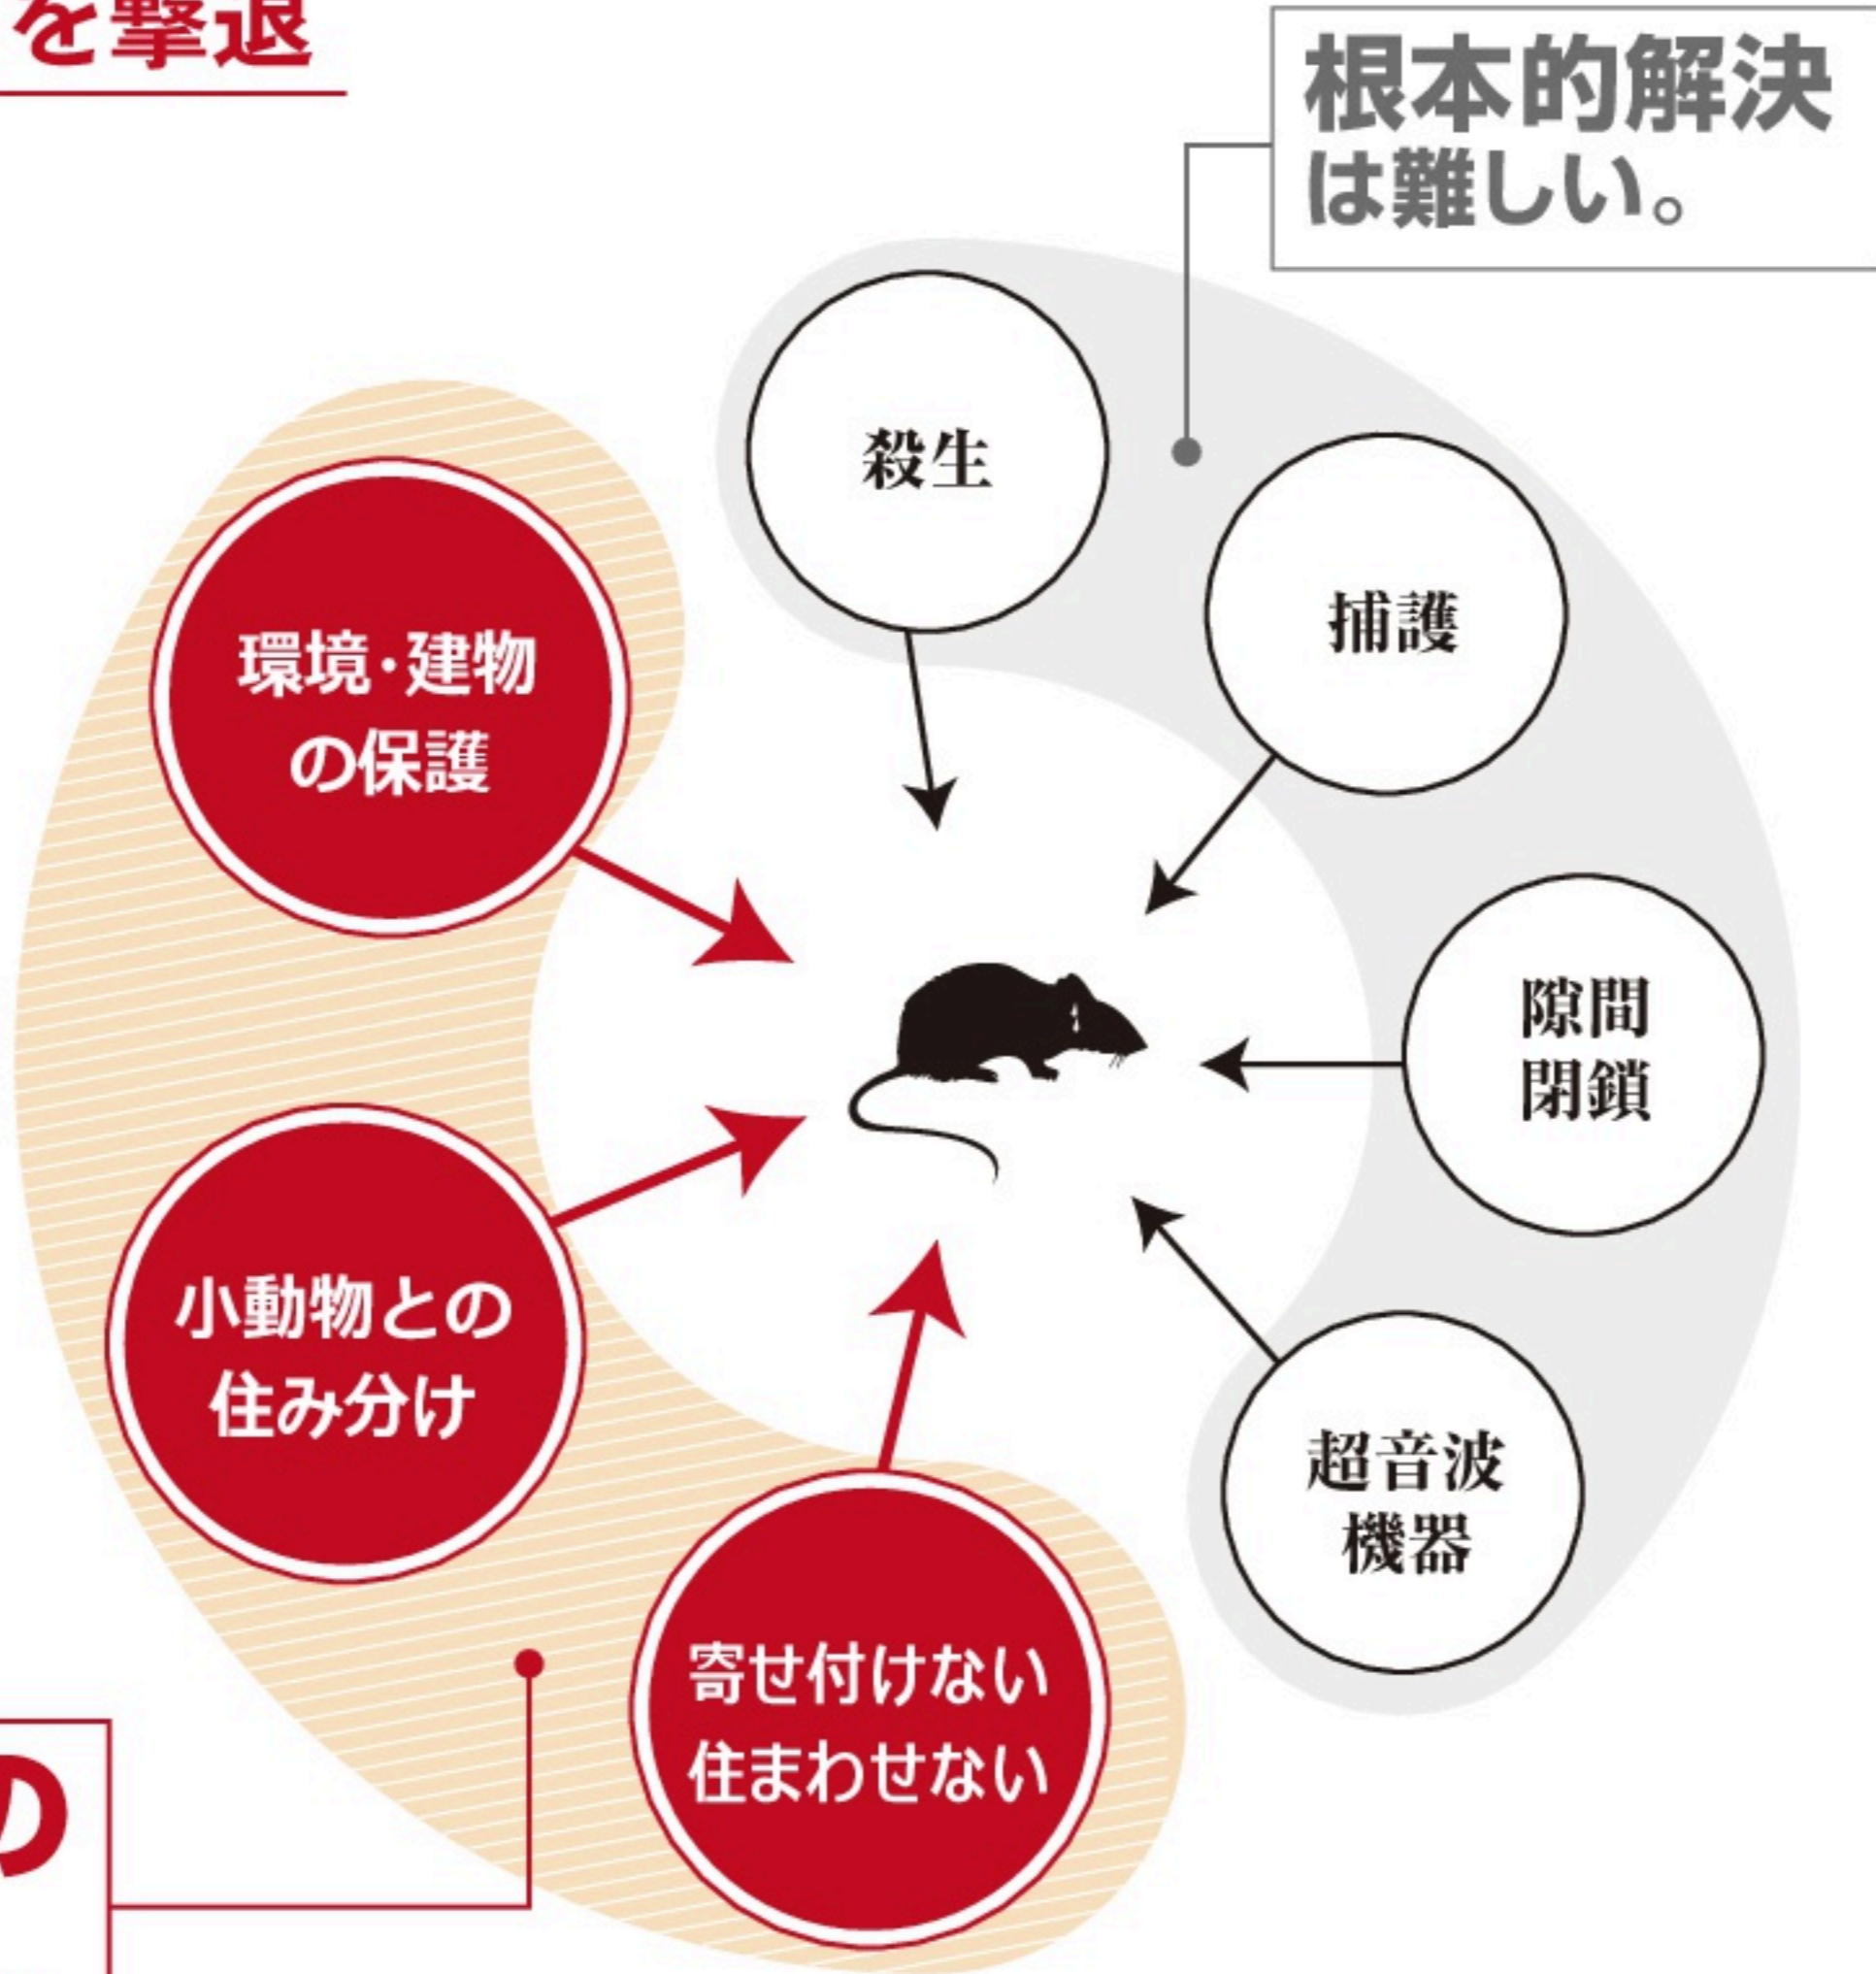 を撃退
根本的解決
は難しい。
殺生
捕護
隙間
閉鎖
超音波
機器
環境・建物
の保護
小動物との
住み分け
寄せ付けない
住まわせない
の